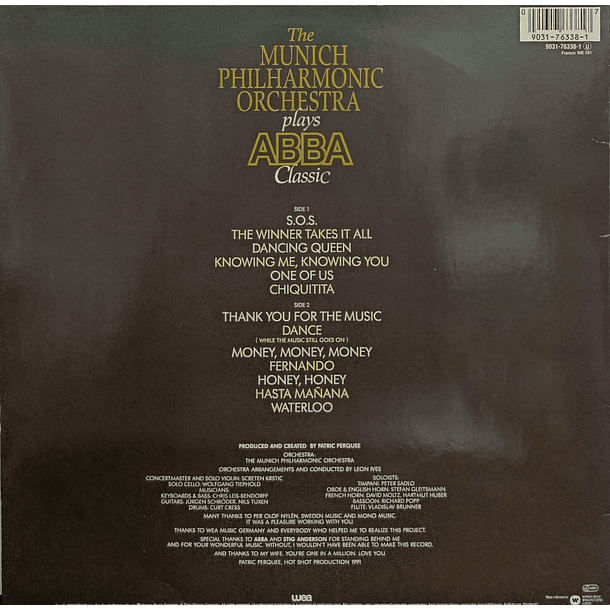 0 7
9031-76338-1
9031-76338-1 U
France: WE 391
The
MUNICH
PHILHARMONIC
ORCHESTRA
plays
ABBA
Classic
SIDE 1
S.O.S.
THE WINNER TAKES IT ALL
DANCING QUEEN
KNOWING ME, KNOWING YOU
ONE OF US
CHIQUITITA
SIDE 2
THANK YOU FOR THE MUSIC
DANCE
( WHILE THE MUSIC STILL GOES ON )
MONEY, MONEY, MONEY
FERNANDO
HONEY, HONEY
HASTA MAÑANA
WATERLOO
PRODUCED AND CREATED BY PATRIC PERQUEE
ORCHESTRA:
THE MUNICH PHILHARMONIC ORCHESTRA
ORCHESTRA ARRANGEMENTS AND CONDUCTED BY LEON IVES
CONCERTMASTER AND SOLO VIOLIN: SCRETEN KRSTIC
SOLO CELLO: WOLFGANG TIEPHOLD
MUSICIANS:
KEYBOARDS & BASS: CHRIS LEIS-BENDORFF
GUITARS: JÜRGEN SCHRÖDER, NILS TUXEN
DRUMS: CURT CRESS
SOLOISTS:
TIMPANI: PETER SADLO
OBOE & ENGLISH HORN: STEFAN GLEITSMANN
FRENCH HORN: DAVID MOLTZ, HARTMUT HUBER
BASSOON: RICHARD POPP
FLUTE: VLADISLAV BRUNNER
MANY THANKS TO PER OLOF NYLÉN, SWEDEN MUSIC AND MONO MUSIC.
IT WAS A PLEASURE WORKING WITH YOU.
THANKS TO WEA MUSIC GERMANY AND EVERYBODY WHO HELPED ME TO REALIZE THIS PROJECT.
SPECIAL THANKS TO ABBA AND STIG ANDERSON FOR STANDING BEHIND ME
AND FOR YOUR WONDERFUL MUSIC. WITHOUT, I WOULDN'T HAVE BEEN ABLE TO MAKE THIS RECORD.
AND THANKS TO MY WIFE. YOU'RE ONE IN A MILLION. LOVE YOU.
PATRIC PERQUEE, HOT SHOT PRODUCTION 1991
wea